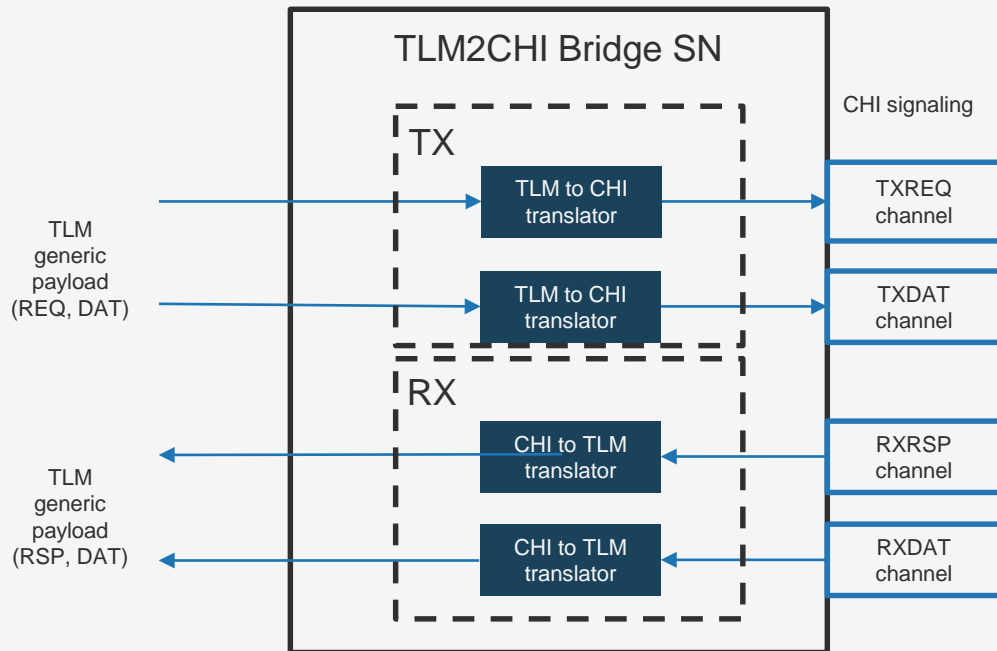 TLM2CHI Bridge SN
CHI signaling
TX
TLM to CHI
translator
TXREQ
channel
TLM
generic
payload
(REQ, DAT)
TLM to CHI
translator
TXDAT
channel
RX
CHI to TLM
translator
RXRSP
channel
TLM
generic
payload
(RSP, DAT)
CHI to TLM
translator
RXDAT
channel